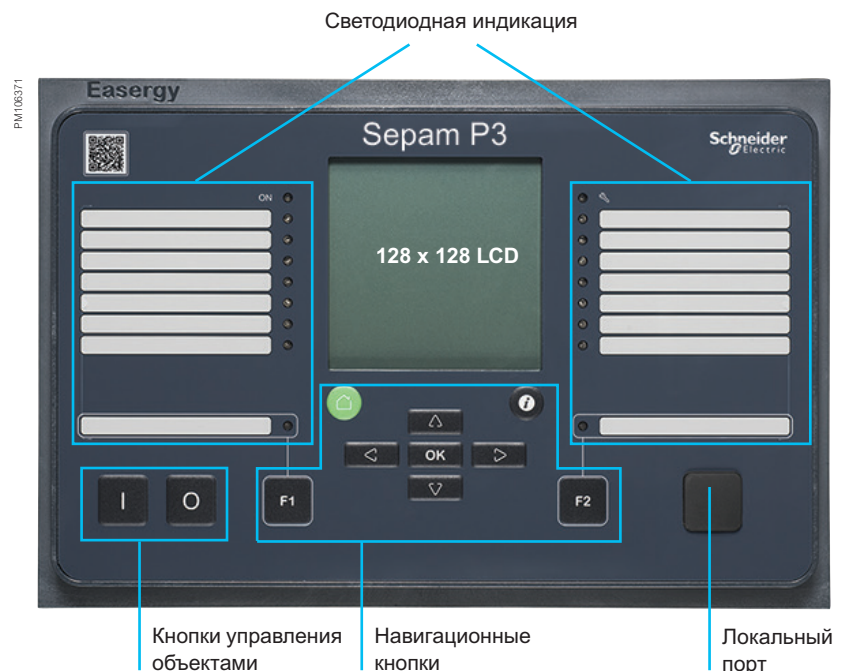 Светодиодная индикация
PM106371
Easergy
Sepam P3
Schneider
Electric
ON
128 x 128 LCD
i
OK
I
O
F1
F2
Кнопки управления
объектами
Навигационные
кнопки
Локальный
порт